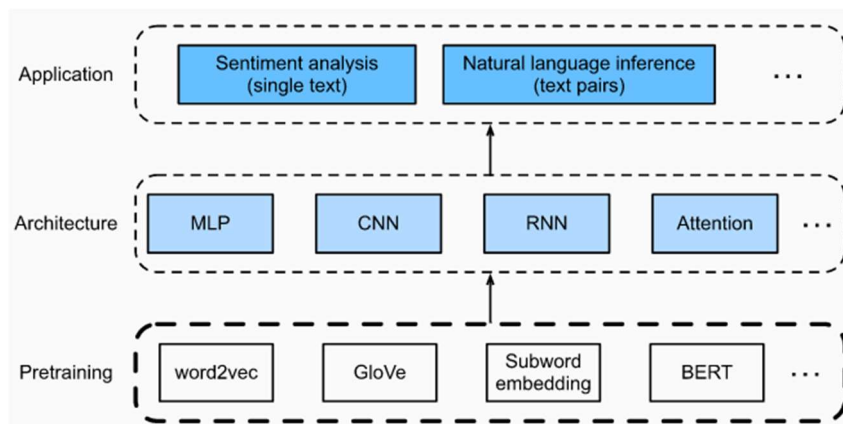 Application
Sentiment analysis
(single text)
Natural language inference
(text pairs)
...
Architecture
MLP
CNN
RNN
Attention
...
Pretraining
word2vec
GloVe
Subword
embedding
BERT
...